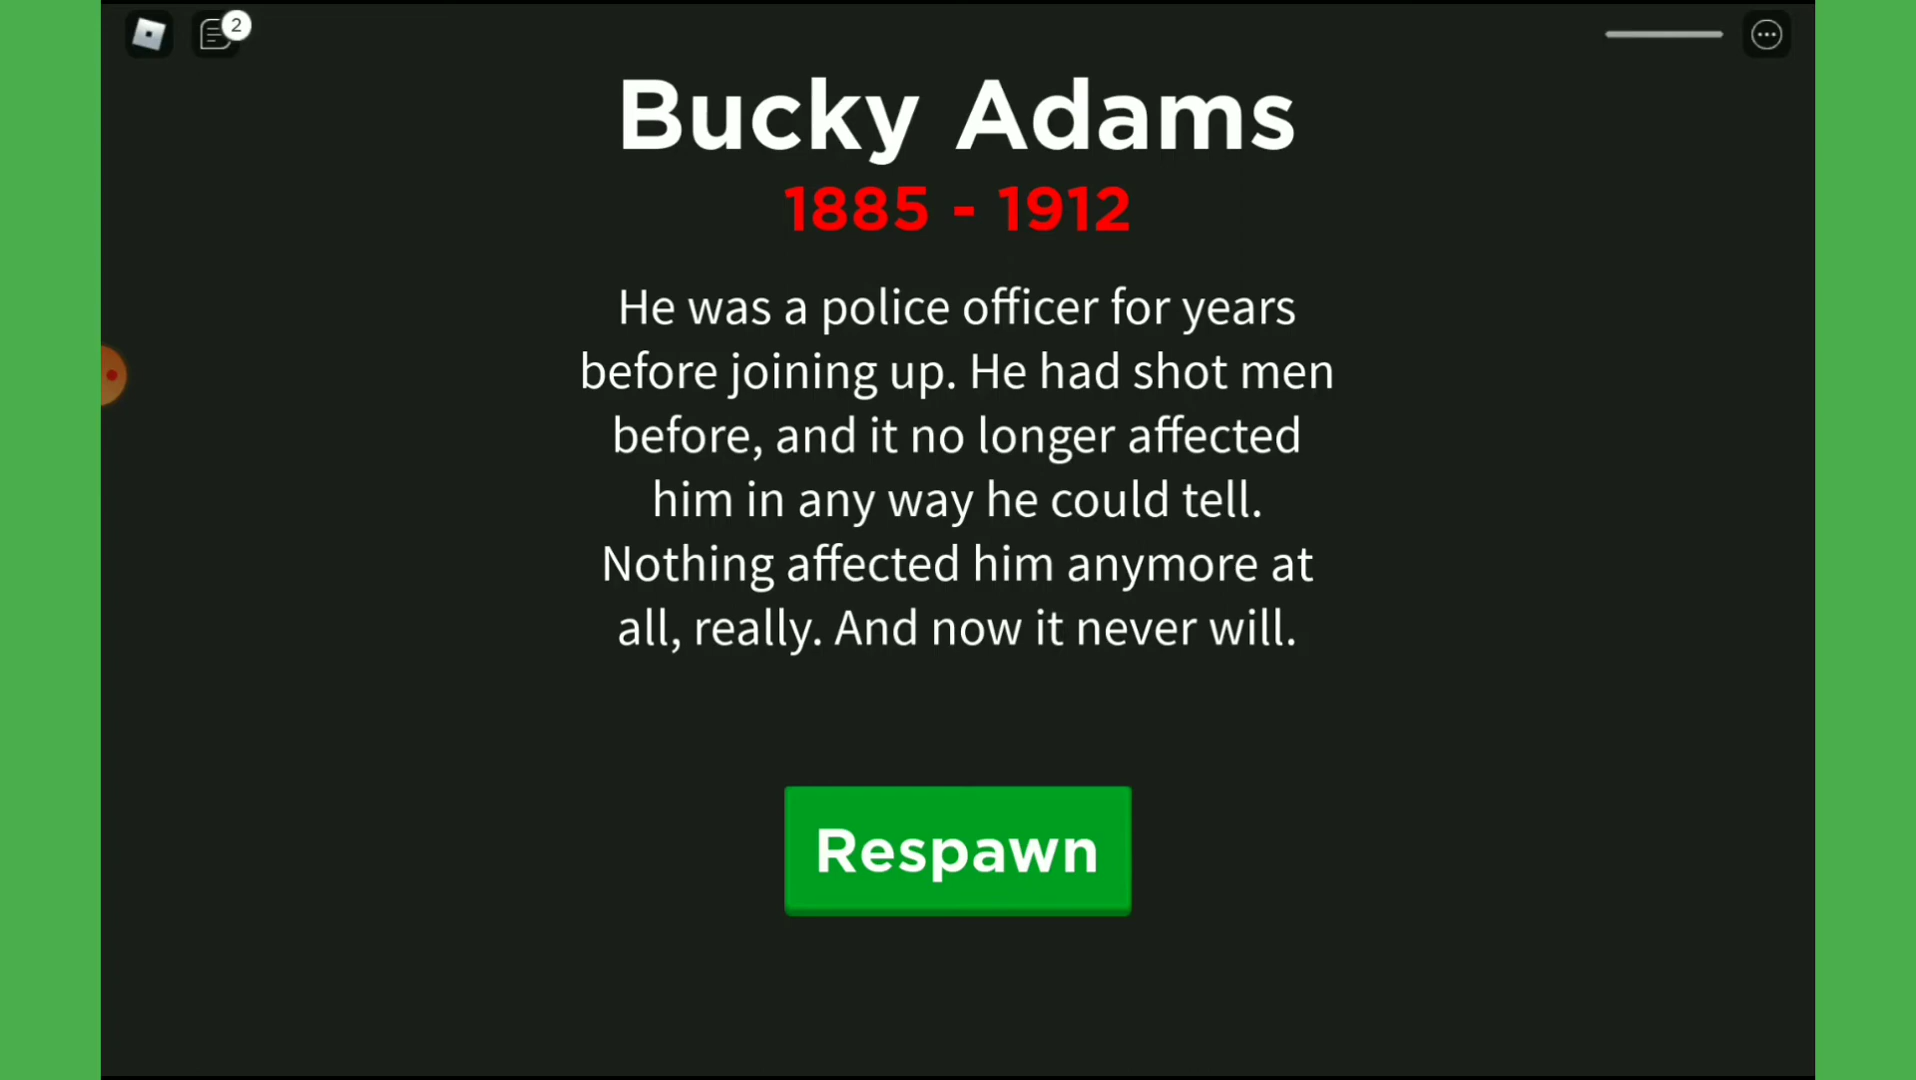 2
Bucky Adams
1885 - 1912
He was a police officer for years
before joining up. He had shot men
before, and it no longer affected
him in any way he could tell.
Nothing affected him anymore at
all, really. And now it never will.
Respawn